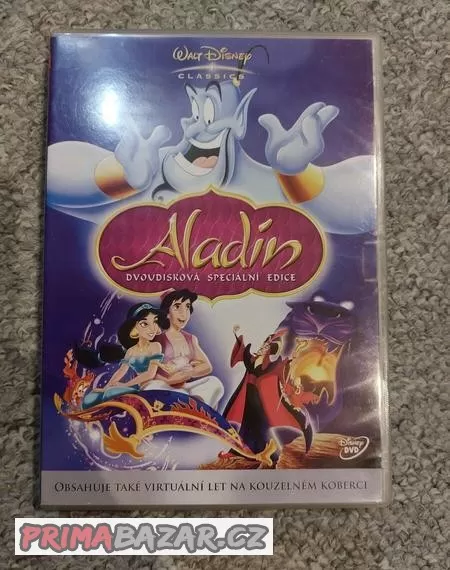 WALT DISNEY
CLASSICS
Aladin
DVOUDISKOVÁ SPECIÁLNÍ EDICE
DISNEY
DVD
OBSAHUJE TAKÉ VIRTUÁLNÍ LET NA KOUZELNÉM KOBERCI
PRIMABAZAR.CZ